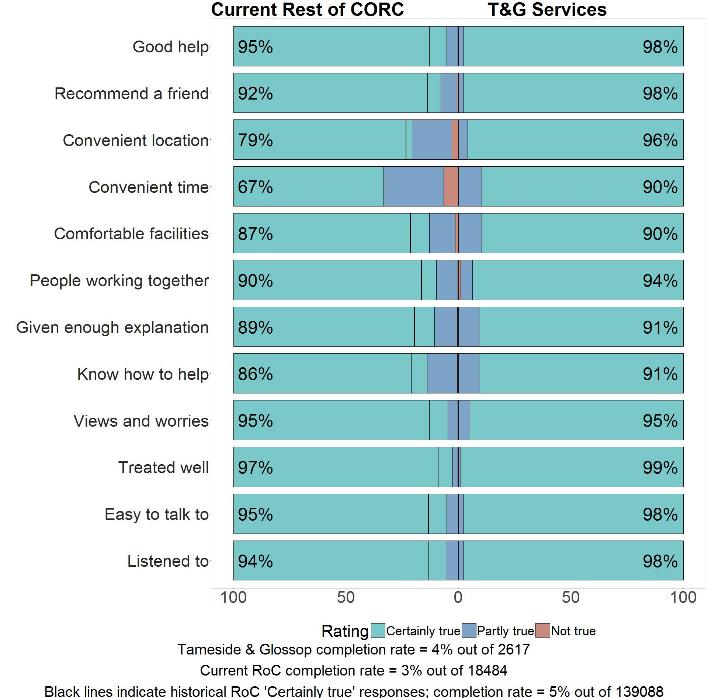 Current Rest of CORC T&G Services
Good help 95% 98%
Recommend a friend 92% 98%
Convenient location 79% 96%
Convenient time 67% 90%
Comfortable facilities 87% 90%
People working together 90% 94%
Given enough explanation 89% 91%
Know how to help 86% 91%
Views and worries 95% 95%
Treated well 97% 99%
Easy to talk to 95% 98%
Listened to 94% 98%
100 50 0 50 100
Rating Certainly true Partly true Not true
Tameside & Glossop completion rate = 4% out of 2617
Current RoC completion rate = 3% out of 18484
Black lines indicate historical RoC 'Certainly true' responses; completion rate = 5% out of 139088